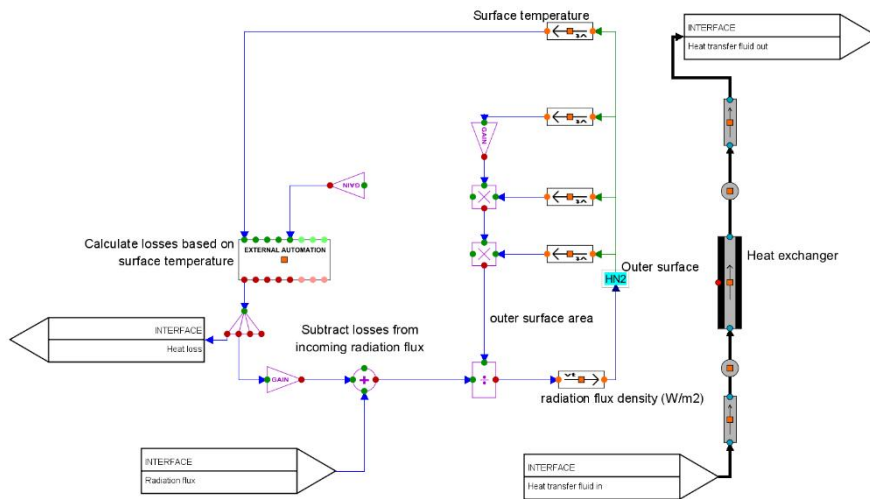 Surface temperature
INTERFACE
Heat transfer fluid out
GAIN
GAIN
Calculate losses based on
surface temperature
EXTERNAL AUTOMATION
Outer surface
Heat exchanger
HN2
INTERFACE
Heat loss
Subtract losses from
incoming radiation flux
outer surface area
GAIN
radiation flux density (W/m2)
INTERFACE
Radiation flux
INTERFACE
Heat transfer fluid in